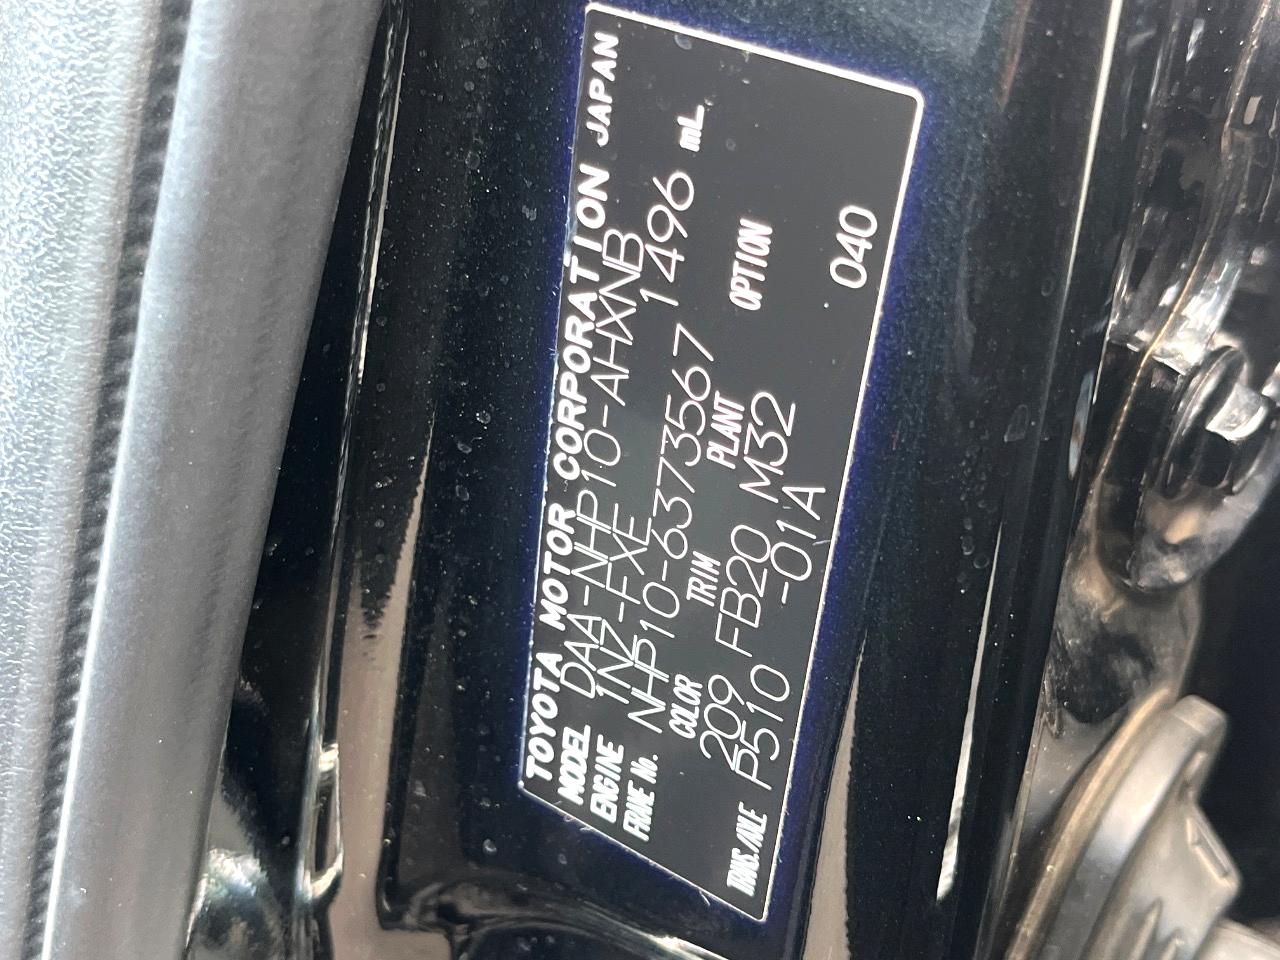 TOYOTA MOTOR CORPORATION JAPAN
MODEL DAA-NHP10-AHXNB
ENGINE 1NZ-FXE 1496 mL
FRAME No. NHP10-6373567
COLOR TRIM PLANT OPTION
209 FB20 M32
TRANS./AXLE P510 -01A 040